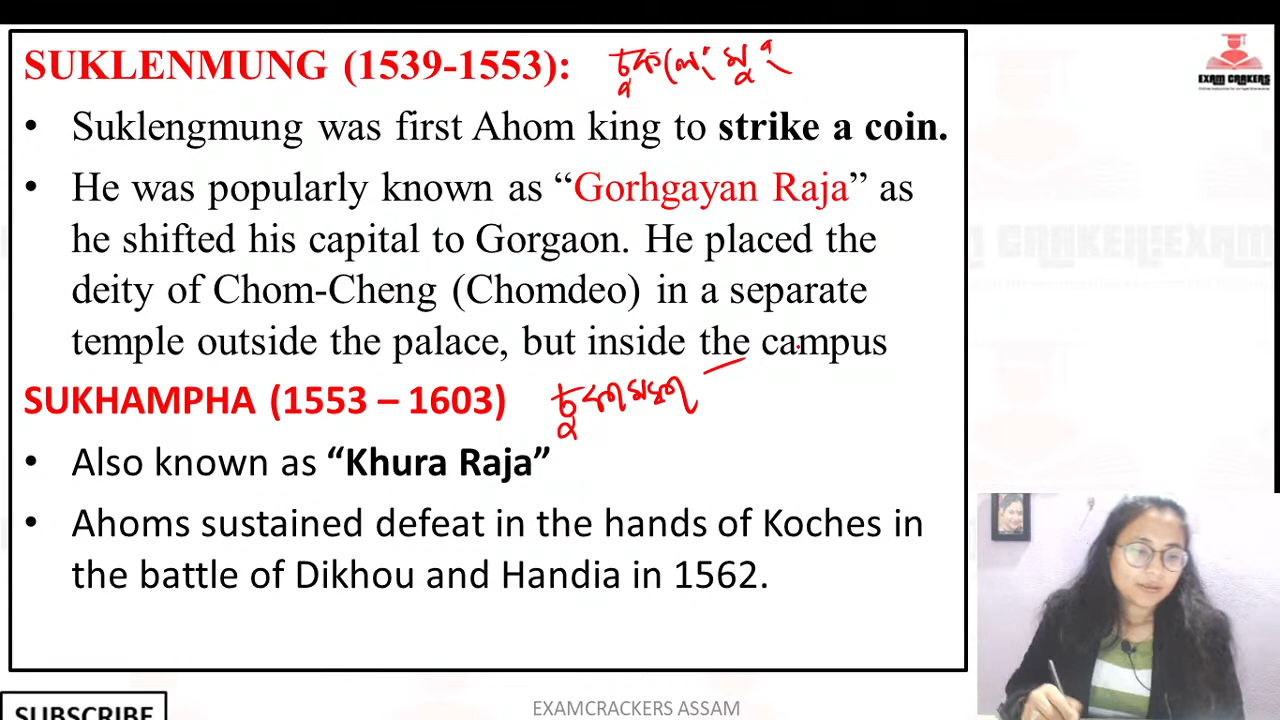 SUKLENMUNG (1539-1553): চুক্লেংমুং
EXAM CRAKERS
• Suklengmung was first Ahom king to strike a coin.
• He was popularly known as “Gorhgayan Raja” as
he shifted his capital to Gorgaon. He placed the
deity of Chom-Cheng (Chomdeo) in a separate
temple outside the palace, but inside the campus
SUKHAMPHA (1553 – 1603)
• Also known as “Khura Raja”
• Ahoms sustained defeat in the hands of Koches in
the battle of Dikhou and Handia in 1562.
SUBSCRIBE
EXAMCRACKERS ASSAM